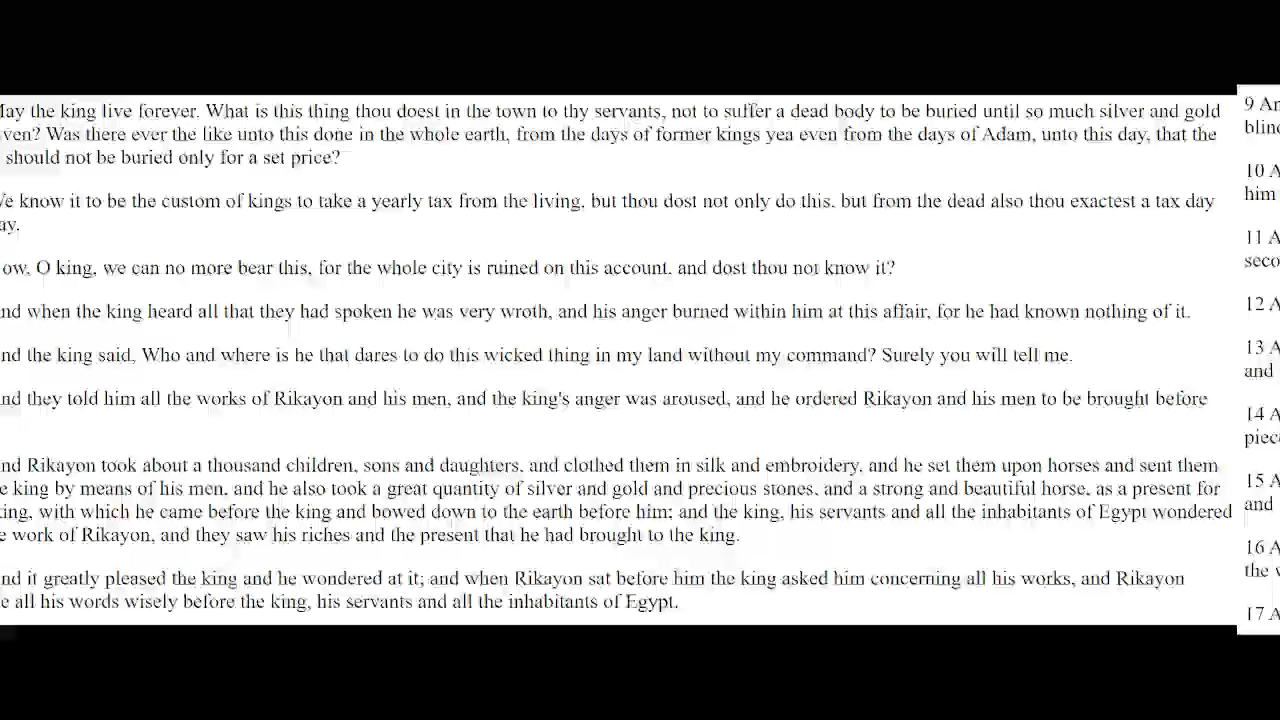 May the king live forever. What is this thing thou doest in the town to thy servants, not to suffer a dead body to be buried until so much silver and gold
ven? Was there ever the like unto this done in the whole earth, from the days of former kings yea even from the days of Adam, unto this day, that the
should not be buried only for a set price?
We know it to be the custom of kings to take a yearly tax from the living, but thou dost not only do this, but from the dead also thou exactest a tax day
ay.
ow, O king, we can no more bear this, for the whole city is ruined on this account, and dost thou not know it?
nd when the king heard all that they had spoken he was very wroth, and his anger burned within him at this affair, for he had known nothing of it.
nd the king said, Who and where is he that dares to do this wicked thing in my land without my command? Surely you will tell me.
nd they told him all the works of Rikayon and his men, and the king's anger was aroused, and he ordered Rikayon and his men to be brought before
nd Rikayon took about a thousand children, sons and daughters, and clothed them in silk and embroidery, and he set them upon horses and sent them
e king by means of his men, and he also took a great quantity of silver and gold and precious stones, and a strong and beautiful horse, as a present for
ing, with which he came before the king and bowed down to the earth before him; and the king, his servants and all the inhabitants of Egypt wondered
e work of Rikayon, and they saw his riches and the present that he had brought to the king.
nd it greatly pleased the king and he wondered at it; and when Rikayon sat before him the king asked him concerning all his works, and Rikayon
e all his words wisely before the king, his servants and all the inhabitants of Egypt.
9 An
blind
10 A
him
11 A
seco
12 A
13 A
and
14 A
piece
15 A
and
16 A
the
17 A